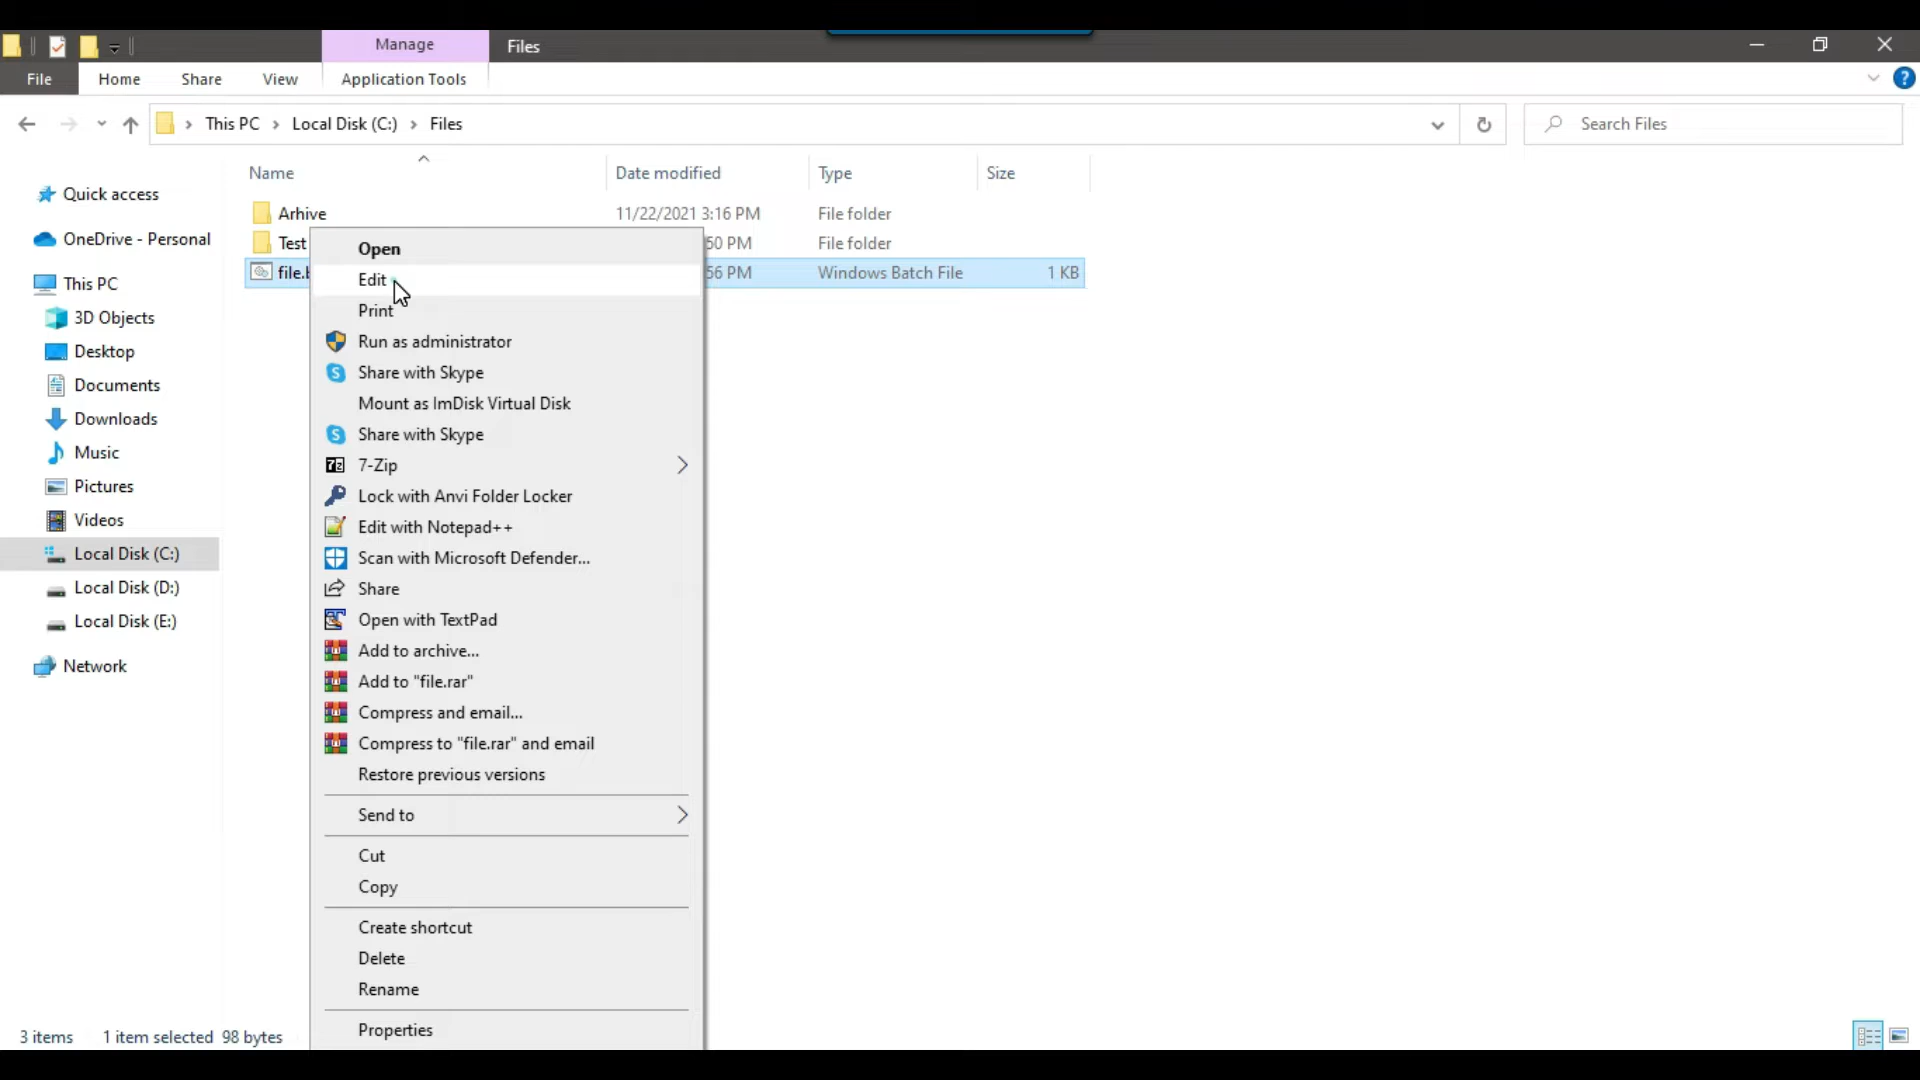 Manage
Files
File
Home
Share
View
Application Tools
This PC
Local Disk (C:)
Files
Search Files
Name
Date modified
Type
Size
Quick access
OneDrive - Personal
This PC
3D Objects
Desktop
Documents
Downloads
Music
Pictures
Videos
Local Disk (C:)
Local Disk (D:)
Local Disk (E:)
Network
Arhive 11/22/2021 3:16 PM File folder
Test 50 PM File folder
file.b 56 PM Windows Batch File 1 KB
Open
Edit
Print
Run as administrator
Share with Skype
Mount as ImDisk Virtual Disk
Share with Skype
7-Zip
Lock with Anvi Folder Locker
Edit with Notepad++
Scan with Microsoft Defender...
Share
Open with TextPad
Add to archive...
Add to "file.rar"
Compress and email...
Compress to "file.rar" and email
Restore previous versions
Send to
Cut
Copy
Create shortcut
Delete
Rename
Properties
3 items 1 item selected 98 bytes